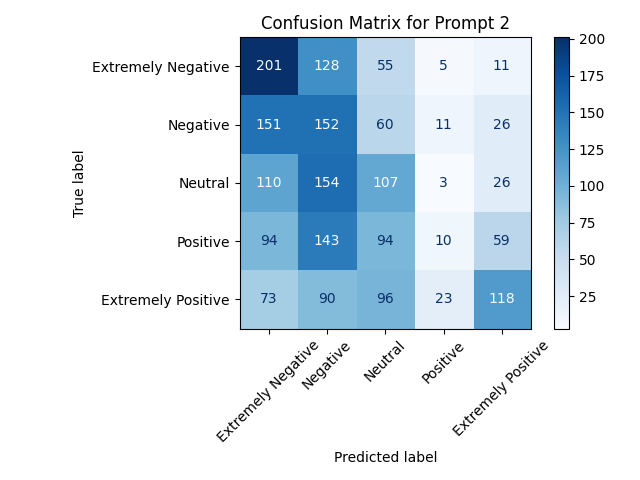 Confusion Matrix for Prompt 2
True label
Extremely Negative 201 128 55 5 11
Negative 151 152 60 11 26
Neutral 110 154 107 3 26
Positive 94 143 94 10 59
Extremely Positive 73 90 96 23 118
Extremely Negative Negative Neutral Positive Extremely Positive
Predicted label
200
175
150
125
100
75
50
25